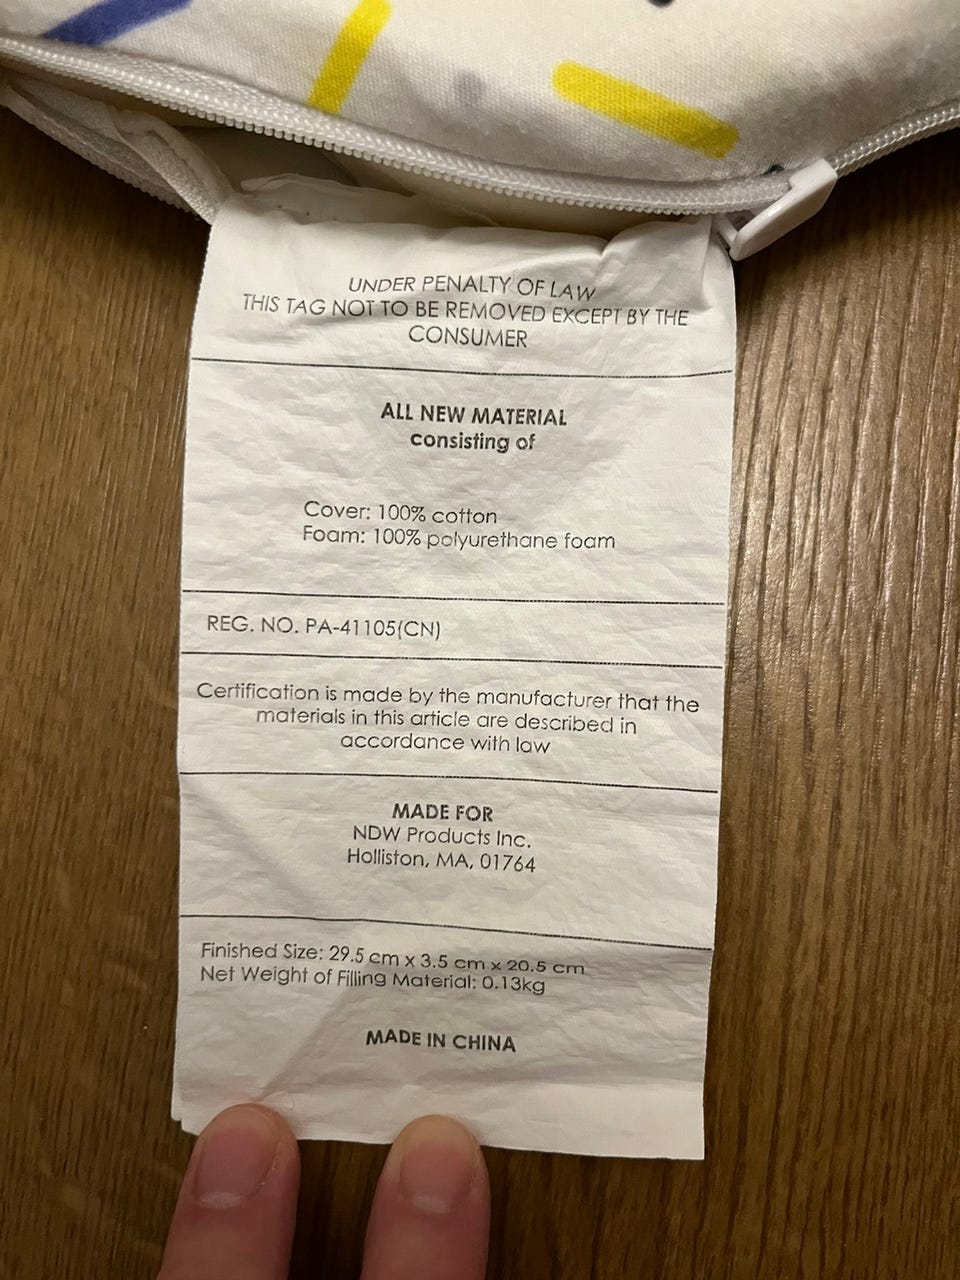 UNDER PENALTY OF LAW
THIS TAG NOT TO BE REMOVED EXCEPT BY THE
CONSUMER
ALL NEW MATERIAL
consisting of
Cover: 100% cotton
Foam: 100% polyurethane foam
REG. NO. PA-41105(CN)
Certification is made by the manufacturer that the
materials in this article are described in
accordance with law
MADE FOR
NDW Products Inc.
Holliston, MA, 01764
Finished Size: 29.5 cm x 3.5 cm x 20.5 cm
Net Weight of Filling Material: 0.13kg
MADE IN CHINA